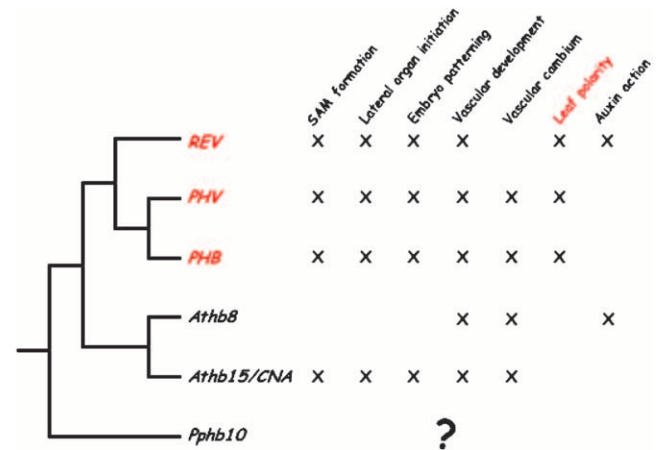 SAM formation
Lateral organ initiation
Embryo patterning
Vascular development
Vascular cambium
Leaf polarity
Auxin action
REV X X X X X X
PHV X X X X X X
PHB X X X X X X
Athb8 X X X
Athb15/CNA X X X X X
Pphb10 ?